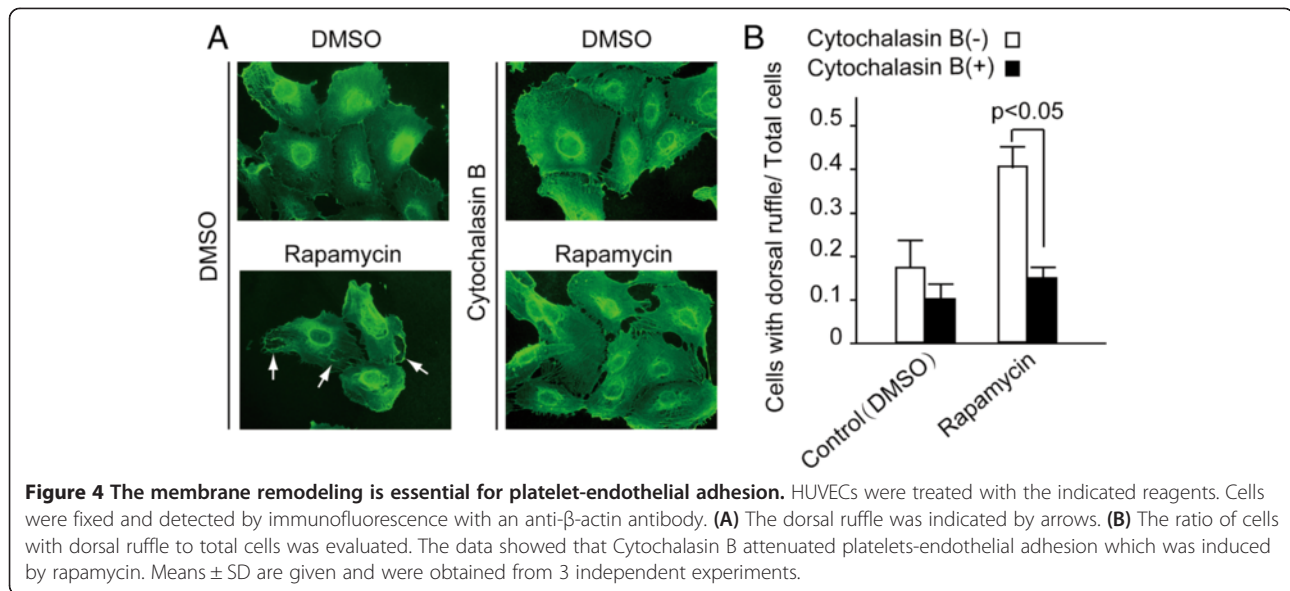 A
DMSO
DMSO
DMSO
Cytochalasin B
Rapamycin
Rapamycin
B
Cytochalasin B(-)
Cytochalasin B(+)
p<0.05
Cells with dorsal ruffle/ Total cells
0.5
0.4
0.3
0.2
0.1
0
Control(DMSO)
Rapamycin
Figure 4 The membrane remodeling is essential for platelet-endothelial adhesion. HUVECs were treated with the indicated reagents. Cells
were fixed and detected by immunofluorescence with an anti-β-actin antibody. (A) The dorsal ruffle was indicated by arrows. (B) The ratio of cells
with dorsal ruffle to total cells was evaluated. The data showed that Cytochalasin B attenuated platelets-endothelial adhesion which was induced
by rapamycin. Means ± SD are given and were obtained from 3 independent experiments.